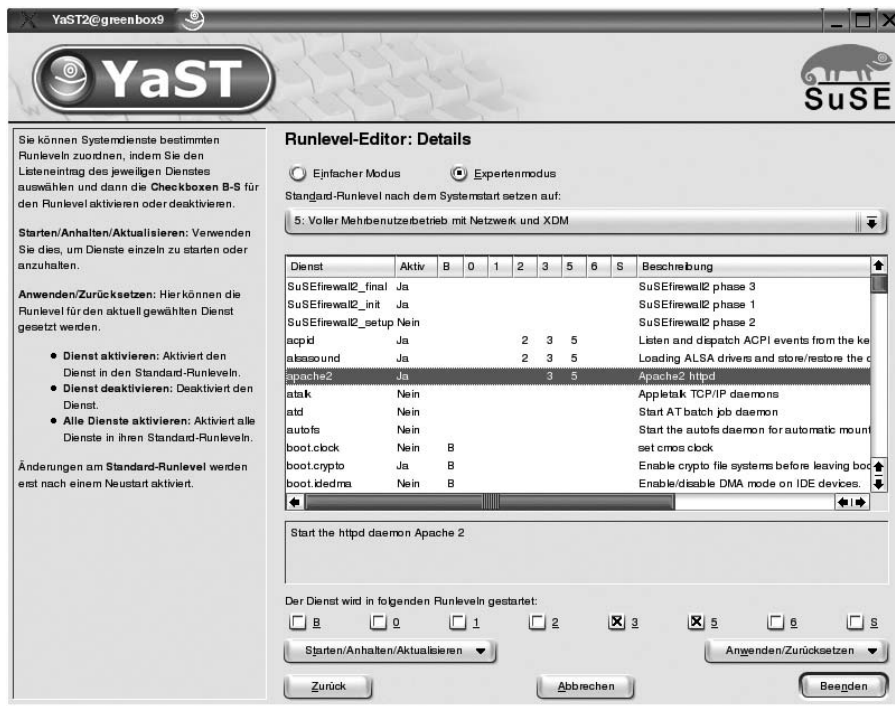 YaST2@greenbox9
YaST
SuSE
Sie können Systemdienste bestimmten
Runleveln zuordnen, indem Sie den
Listeneintrag des jeweiligen Dienstes
auswählen und dann die Checkboxen B-S für
den Runlevel aktivieren oder deaktivieren.
Starten/Anhalten/Aktualisieren: Verwenden
Sie dies, um Dienste einzeln zu starten oder
anzuhalten.
Anwenden/Zurücksetzen: Hier können die
Runlevel für den aktuell gewählten Dienst
gesetzt werden.
Dienst aktivieren: Aktiviert den
Dienst in den Standard-Runleveln.
Dienst deaktivieren: Deaktiviert den
Dienst.
Alle Dienste aktivieren: Aktiviert alle
Dienste in ihren Standard-Runleveln.
Änderungen am Standard-Runlevel werden
erst nach einem Neustart aktiviert.
Runlevel-Editor: Details
Einfacher Modus Expertenmodus
Standard-Runlevel nach dem Systemstart setzen auf:
5: Voller Mehrbenutzerbetrieb mit Netzwerk und XDM
Dienst Aktiv B 0 1 2 3 5 6 S Beschreibung
SuSEfirewall2_final Ja SuSEfirewall2 phase 3
SuSEfirewall2_init Ja SuSEfirewall2 phase 1
SuSEfirewall2_setup Nein SuSEfirewall2 phase 2
acpid Ja 2 3 5 Listen and dispatch ACPI events from the ke
alsasound Ja 2 3 5 Loading ALSA drivers and store/restore the c
apache2 Ja 3 5 Apache2 httpd
atalk Nein Appletalk TCP/IP daemons
atd Nein Start AT batch job daemon
autofs Nein Start the autofs daemon for automatic mount
boot.clock Nein B set cmos clock
boot.crypto Ja B Enable crypto file systems before leaving boo
boot.idedma Nein B Enable/disable DMA mode on IDE devices.
Start the httpd daemon Apache 2
Der Dienst wird in folgenden Runleveln gestartet:
B 0 1 2 3 5 6 S
Starten/Anhalten/Aktualisieren Anwenden/Zurücksetzen
Zurück Abbrechen Beenden